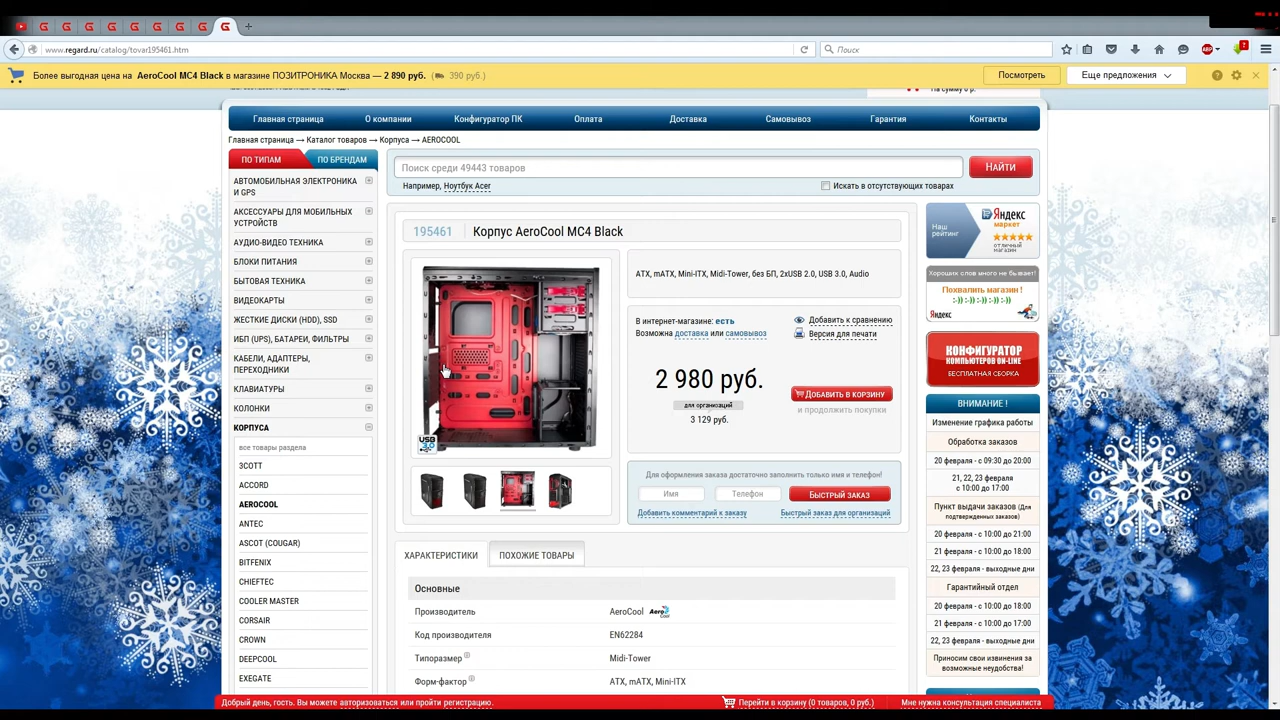 www.regard.ru/catalog/tovar195461.htm
Поиск
Более выгодная цена на AeroCool MC4 Black в магазине ПОЗИТРОНИКА Москва — 2 890 руб. ( 390 руб.)
Посмотреть
Еще предложения
На сумму 0 р.
Главная страница
О компании
Конфигуратор ПК
Оплата
Доставка
Самовывоз
Гарантия
Контакты
Главная страница → Каталог товаров → Корпуса → AEROCOOL
ПО ТИПАМ
ПО БРЕНДАМ
АВТОМОБИЛЬНАЯ ЭЛЕКТРОНИКА
И GPS
АКСЕССУАРЫ ДЛЯ МОБИЛЬНЫХ
УСТРОЙСТВ
АУДИО-ВИДЕО ТЕХНИКА
БЛОКИ ПИТАНИЯ
БЫТОВАЯ ТЕХНИКА
ВИДЕОКАРТЫ
ЖЕСТКИЕ ДИСКИ (HDD), SSD
ИБП (UPS), БАТАРЕИ, ФИЛЬТРЫ
КАБЕЛИ, АДАПТЕРЫ,
ПЕРЕХОДНИКИ
КЛАВИАТУРЫ
КОЛОНКИ
КОРПУСА
все товары раздела
3COTT
ACCORD
AEROCOOL
ANTEC
ASCOT (COUGAR)
BITFENIX
CHIEFTEC
COOLER MASTER
CORSAIR
CROWN
DEEPCOOL
EXEGATE
Поиск среди 49443 товаров
НАЙТИ
Например, Ноутбук Acer
Искать в отсутствующих товарах
195461
Корпус AeroCool MC4 Black
USB
3.0
ATX, mATX, Mini-ITX, Midi-Tower, без БП, 2xUSB 2.0, USB 3.0, Audio
В интернет-магазине: есть
Возможна доставка или самовывоз
Добавить к сравнению
Версия для печати
2 980 руб.
для организаций
3 129 руб.
ДОБАВИТЬ В КОРЗИНУ
и продолжить покупки
Для оформления заказа достаточно заполнить только имя и телефон!
Имя
Телефон
БЫСТРЫЙ ЗАКАЗ
Добавить комментарий к заказу
Быстрый заказ для организаций
ХАРАКТЕРИСТИКИ
ПОХОЖИЕ ТОВАРЫ
Основные
Производитель
AeroCool
Код производителя
EN62284
Типоразмер
Midi-Tower
Форм-фактор
ATX, mATX, Mini-ITX
Наш
рейтинг
Яндекс
маркет
отличный
магазин
Хороших слов много не бывает!
Похвалить магазин !
:-)) :-) :-) :-) :-)
Яндекс
КОНФИГУРАТОР
КОМПЬЮТЕРОВ ON-LINE
БЕСПЛАТНАЯ СБОРКА
ВНИМАНИЕ !
Изменение графика работы
Обработка заказов
20 февраля - с 09:30 до 20:00
21, 22, 23 февраля
с 10:00 до 17:00
Пункт выдачи заказов (Для
подтвержденных заказов)
20 февраля - с 10:00 до 21:00
21 февраля - с 10:00 до 18:00
22, 23 февраля - выходные дни
Гарантийный отдел
20 февраля - с 10:00 до 18:00
21 февраля - с 10:00 до 17:00
22, 23 февраля - выходные дни
Приносим свои извинения за
возможные неудобства!
Добрый день, гость. Вы можете авторизоваться или пройти регистрацию.
Перейти в корзину (0 товаров, 0 руб.)
Мне нужна консультация специалиста